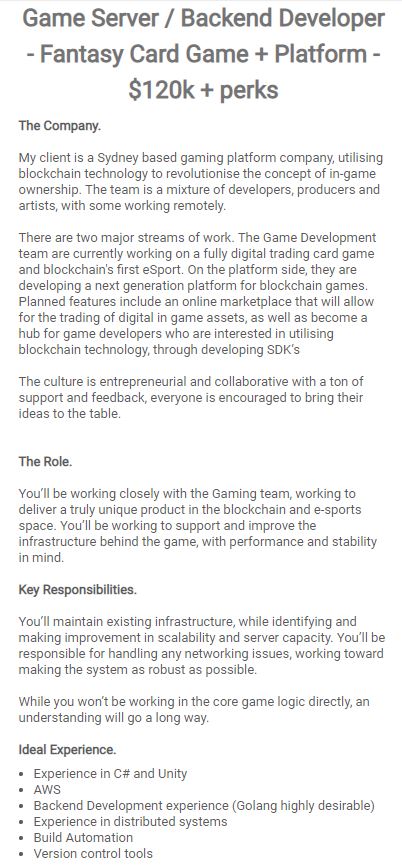 Game Server / Backend Developer
- Fantasy Card Game + Platform -
$120k + perks
The Company.
My client is a Sydney based gaming platform company, utilising
blockchain technology to revolutionise the concept of in-game
ownership. The team is a mixture of developers, producers and
artists, with some working remotely.
There are two major streams of work. The Game Development
team are currently working on a fully digital trading card game
and blockchain's first eSport. On the platform side, they are
developing a next generation platform for blockchain games.
Planned features include an online marketplace that will allow
for the trading of digital in game assets, as well as become a
hub for game developers who are interested in utilising
blockchain technology, through developing SDK's
The culture is entrepreneurial and collaborative with a ton of
support and feedback, everyone is encouraged to bring their
ideas to the table.
The Role.
You'll be working closely with the Gaming team, working to
deliver a truly unique product in the blockchain and e-sports
space. You'll be working to support and improve the
infrastructure behind the game, with performance and stability
in mind.
Key Responsibilities.
You'll maintain existing infrastructure, while identifying and
making improvement in scalability and server capacity. You'll be
responsible for handling any networking issues, working toward
making the system as robust as possible.
While you won't be working in the core game logic directly, an
understanding will go a long way.
Ideal Experience.
• Experience in C# and Unity
• AWS
• Backend Development experience (Golang highly desirable)
• Experience in distributed systems
• Build Automation
• Version control tools